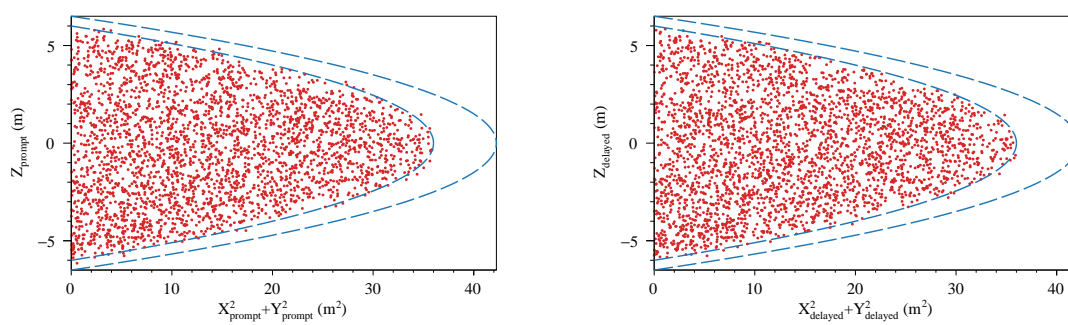 5
0
−5
Z_prompt (m)
0 10 20 30 40
X²_prompt+Y²_prompt (m²)
5
0
−5
Z_delayed (m)
0 10 20 30 40
X²_delayed+Y²_delayed (m²)